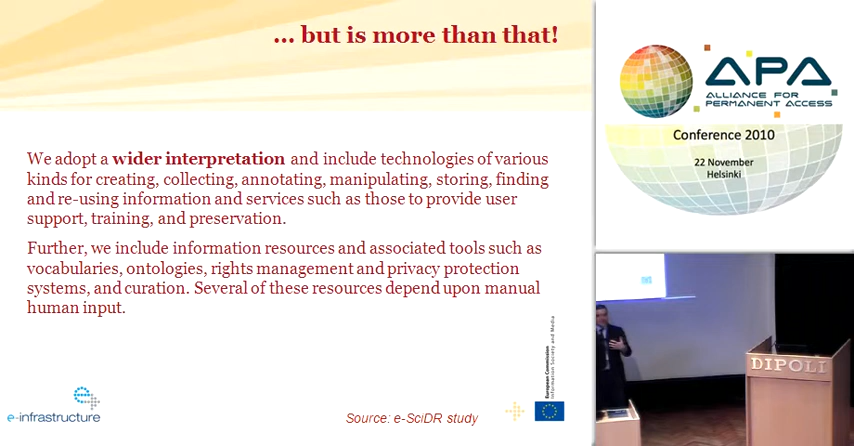 ... but is more than that!
We adopt a wider interpretation and include technologies of various
kinds for creating, collecting, annotating, manipulating, storing, finding
and re-using information and services such as those to provide user
support, training, and preservation.
Further, we include information resources and associated tools such as
vocabularies, ontologies, rights management and privacy protection
systems, and curation. Several of these resources depend upon manual
human input.
European Commission
Information Society and Media
e-infrastructure
Source: e-SciDR study
APA
ALLIANCE FOR
PERMANENT ACCESS
Conference 2010
22 November
Helsinki
DIPOLI